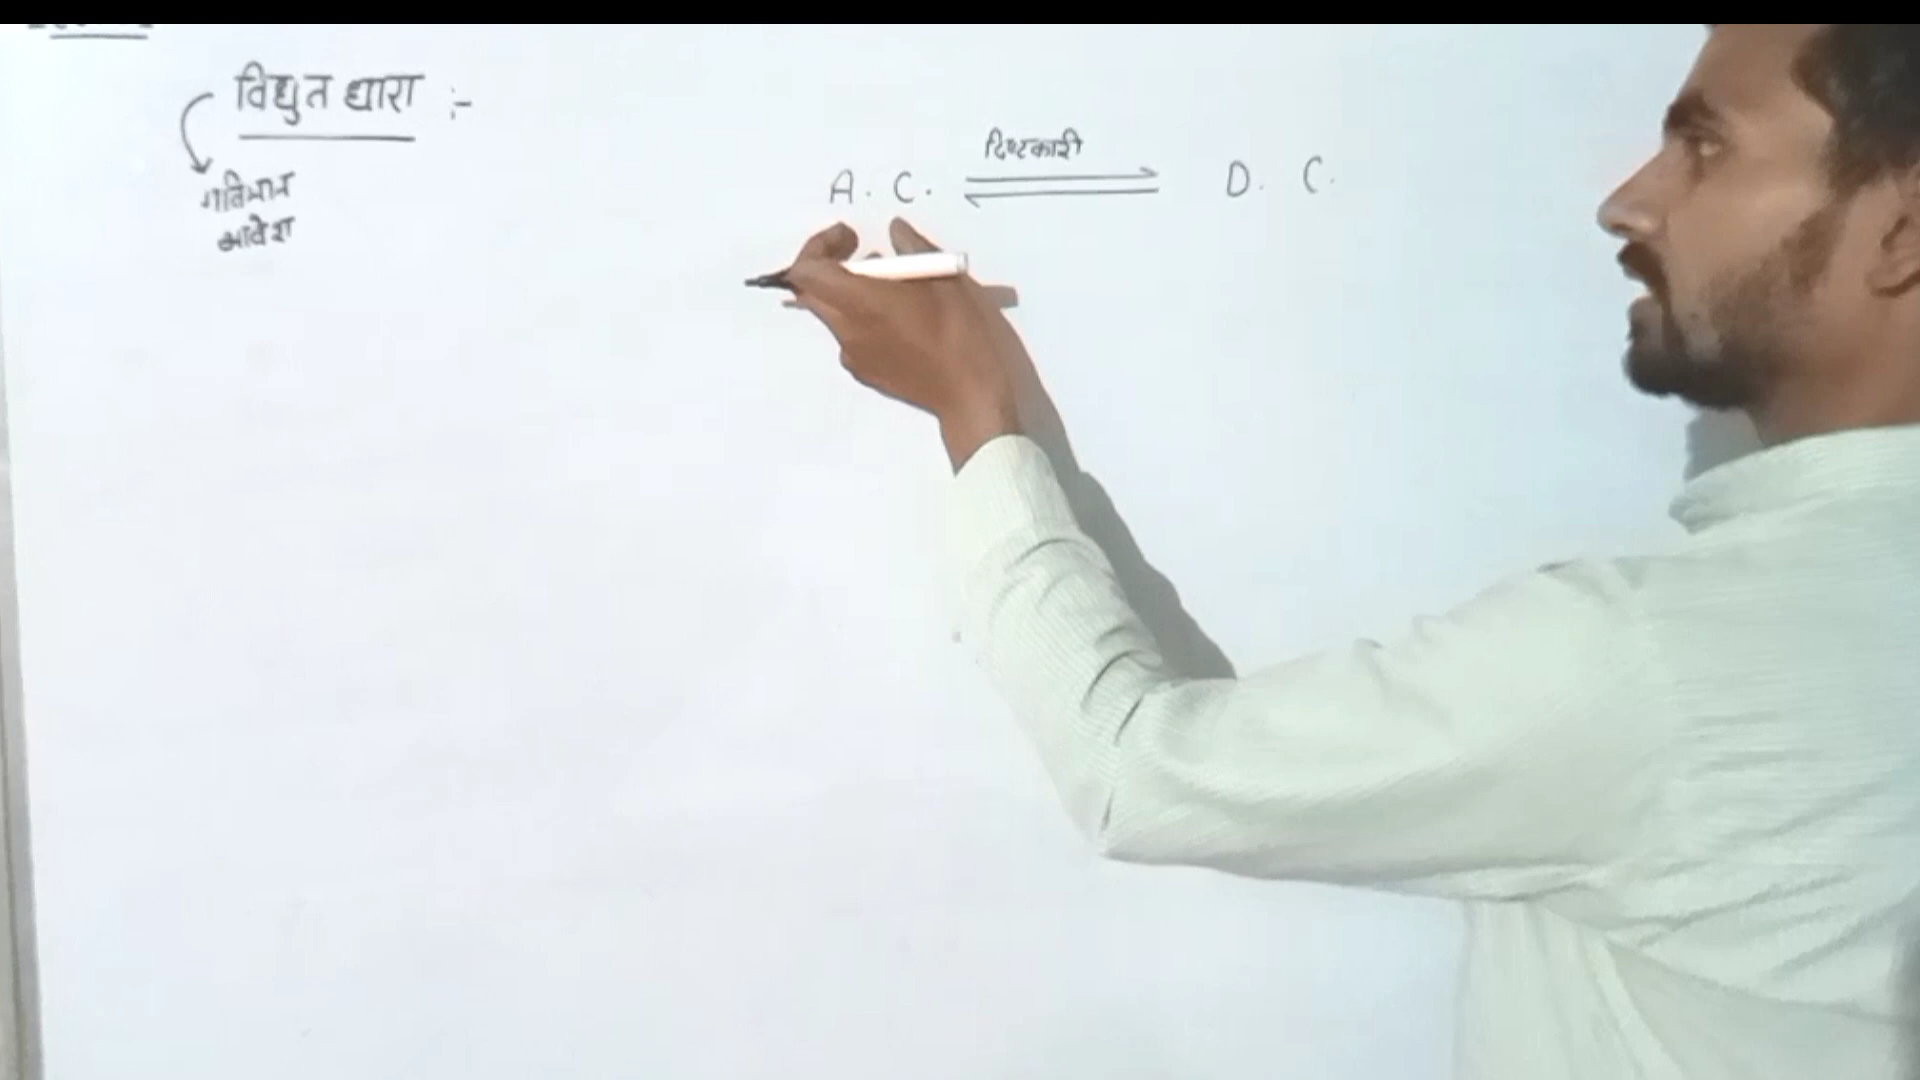 विद्युत धारा :-
गतिमान
आवेश
दिष्टकारी
A. C. ⇌ D. C.